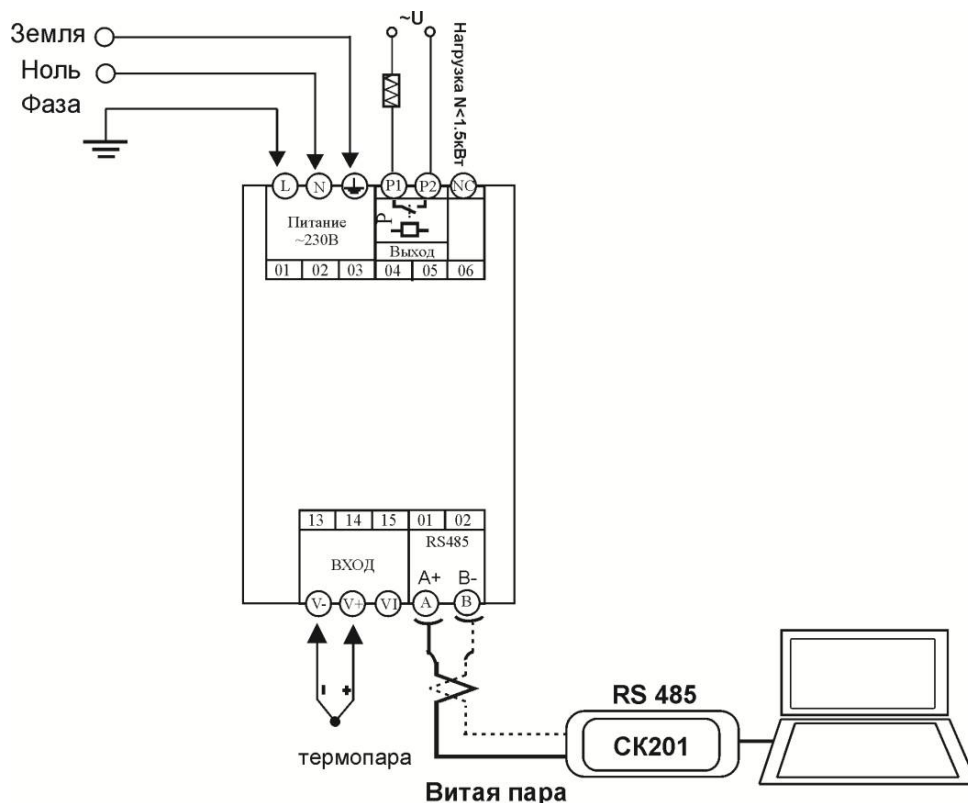 ~U
Земля
Ноль
Фаза
Нагрузка N<1.5кВт
L N P1 P2 NC
Питание
~230В
P
Выход
01 02 03 04 05 06
13 14 15 01 02
RS485
ВХОД
A+ B-
V- V+ VI A B
- +
термопара
RS 485
СК201
Витая пара